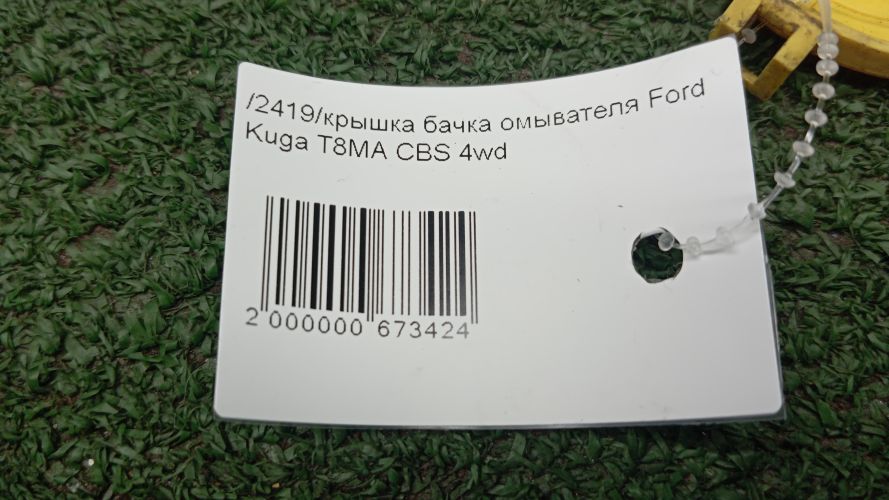 /2419/крышка бачка омывателя Ford
Kuga T8MA CBS 4wd
2 000000 673424